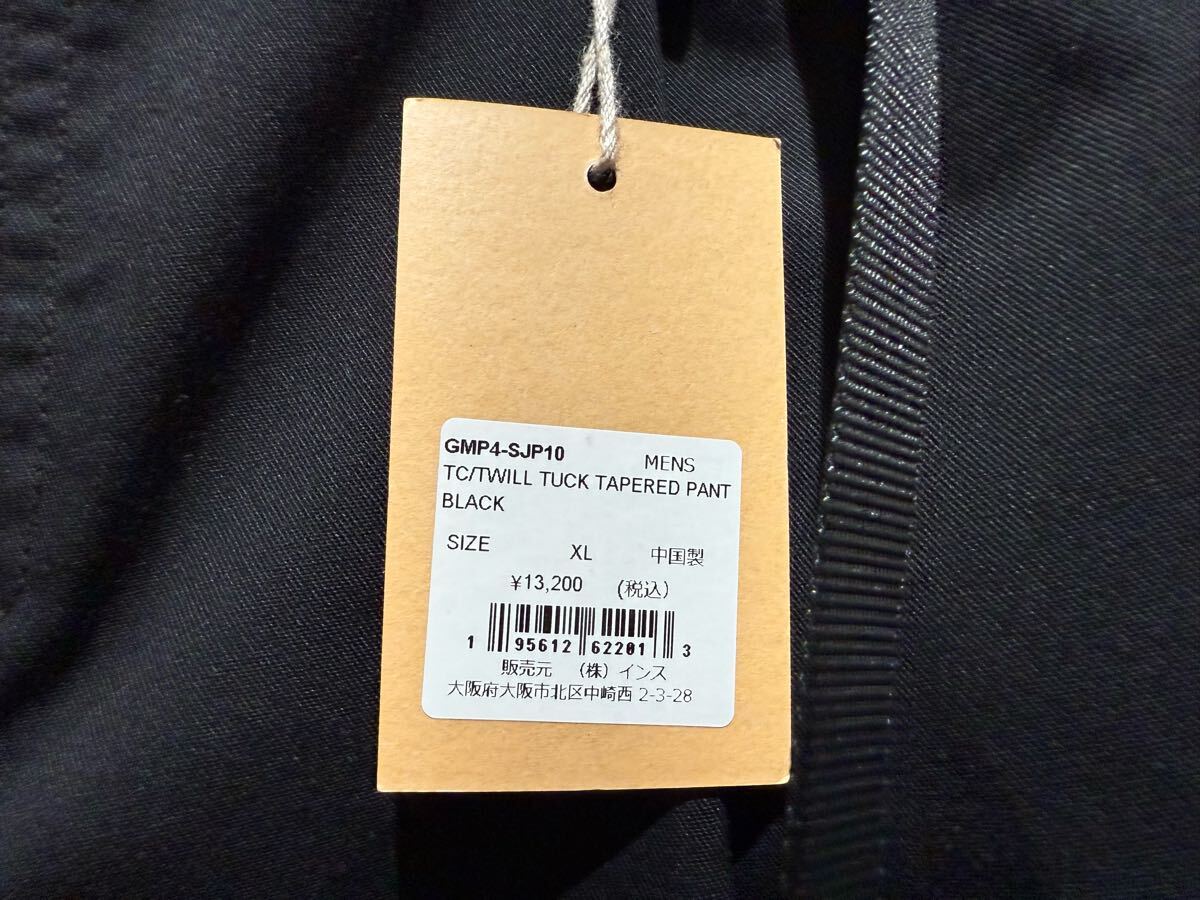 GMP4-SJP10 MENS
TC/TWILL TUCK TAPERED PANT
BLACK
SIZE XL 中国製
¥13,200 (税込)
1 95612 62201 3
販売元 (株) インス
大阪府大阪市北区中崎西 2-3-28